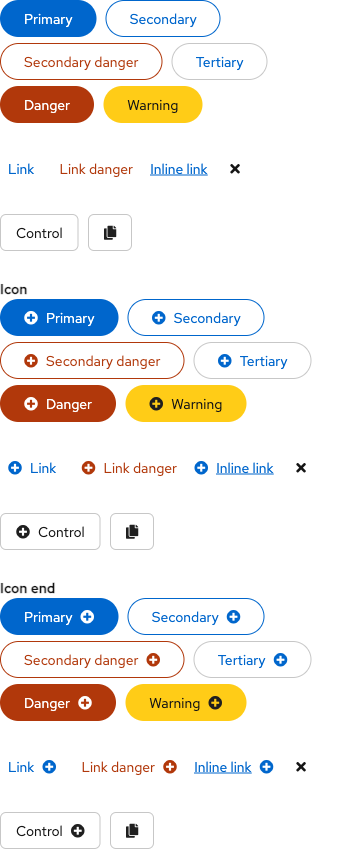 Primary Secondary
Secondary danger Tertiary
Danger Warning
Link Link danger Inline link
Control
Icon
Primary Secondary
Secondary danger Tertiary
Danger Warning
Link Link danger Inline link
Control
Icon end
Primary Secondary
Secondary danger Tertiary
Danger Warning
Link Link danger Inline link
Control